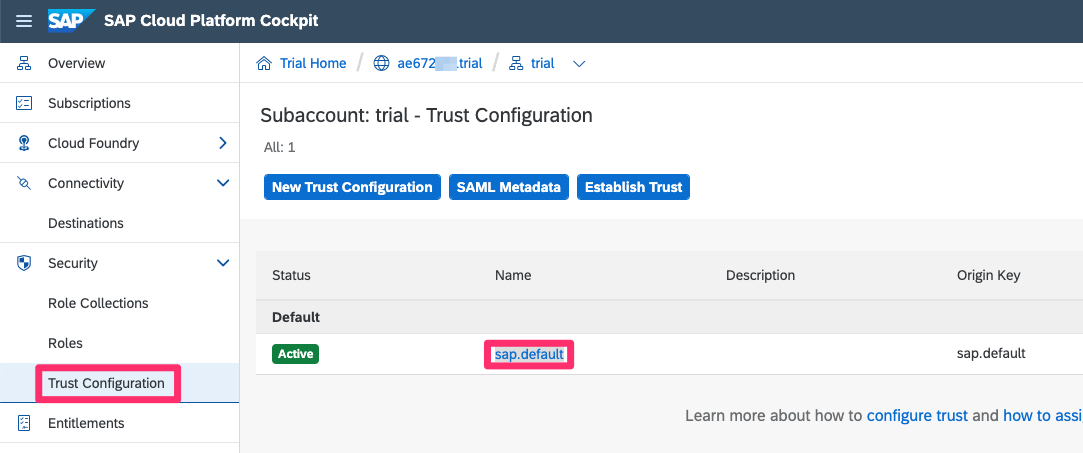 SAP SAP Cloud Platform Cockpit
Overview
Subscriptions
Cloud Foundry
Connectivity
Destinations
Security
Role Collections
Roles
Trust Configuration
Entitlements
Trial Home / ae672 .trial / trial
Subaccount: trial - Trust Configuration
All: 1
New Trust Configuration SAML Metadata Establish Trust
Status Name Description Origin Key
Default
Active sap.default sap.default
Learn more about how to configure trust and how to assi